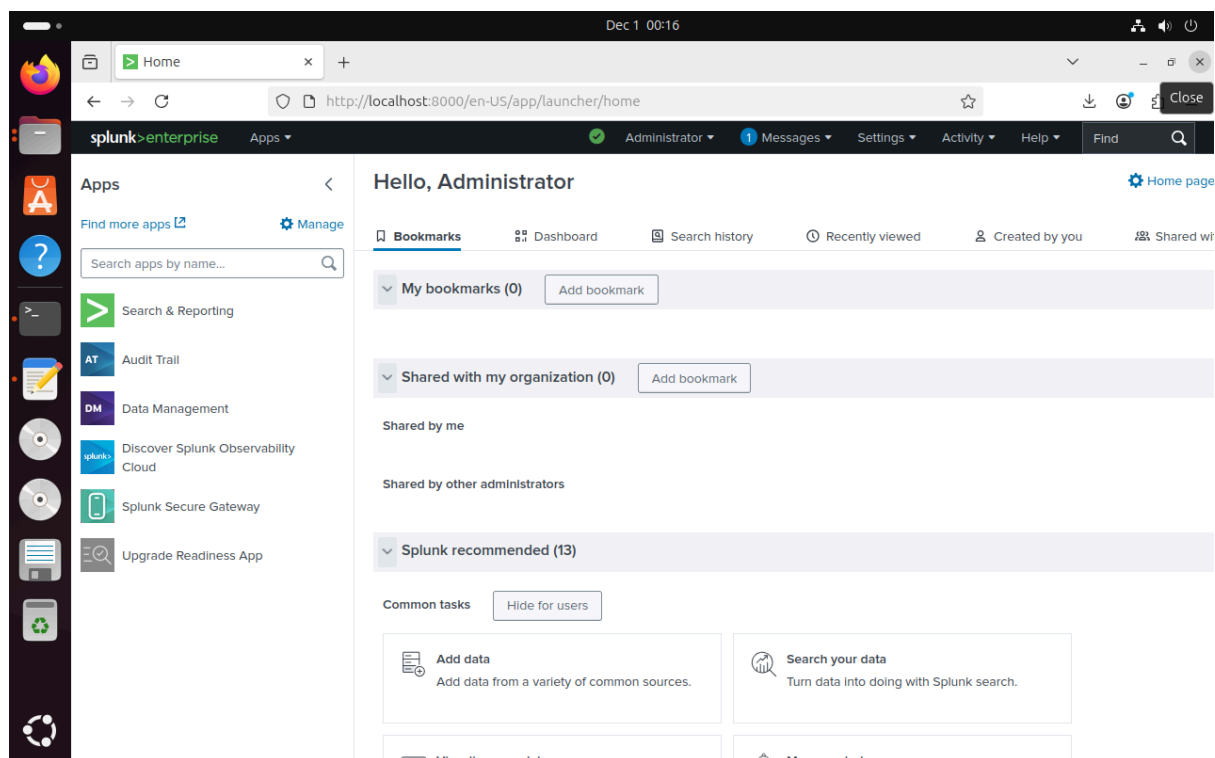 Dec 1 00:16
Home
http://localhost:8000/en-US/app/launcher/home
Close
splunk>enterprise Apps Administrator 1 Messages Settings Activity Help Find
Apps
Hello, Administrator
Home page
Find more apps Manage
Bookmarks Dashboard Search history Recently viewed Created by you Shared wi
Search apps by name...
My bookmarks (0) Add bookmark
Search & Reporting
AT Audit Trail
Shared with my organization (0) Add bookmark
DM Data Management
Shared by me
splunk> Discover Splunk Observability
Cloud
Shared by other administrators
Splunk Secure Gateway
Splunk recommended (13)
Upgrade Readiness App
Common tasks Hide for users
Add data
Add data from a variety of common sources.
Search your data
Turn data into doing with Splunk search.